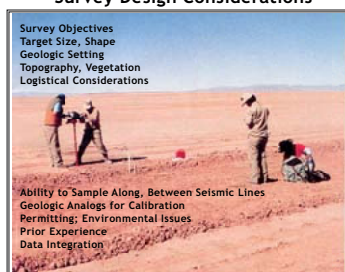 Survey Design Considerations
Survey Objectives
Target Size, Shape
Geologic Setting
Topography, Vegetation
Logistical Considerations
Ability to Sample Along, Between Seismic Lines
Geologic Analogs for Calibration
Permitting; Environmental Issues
Prior Experience
Data Integration